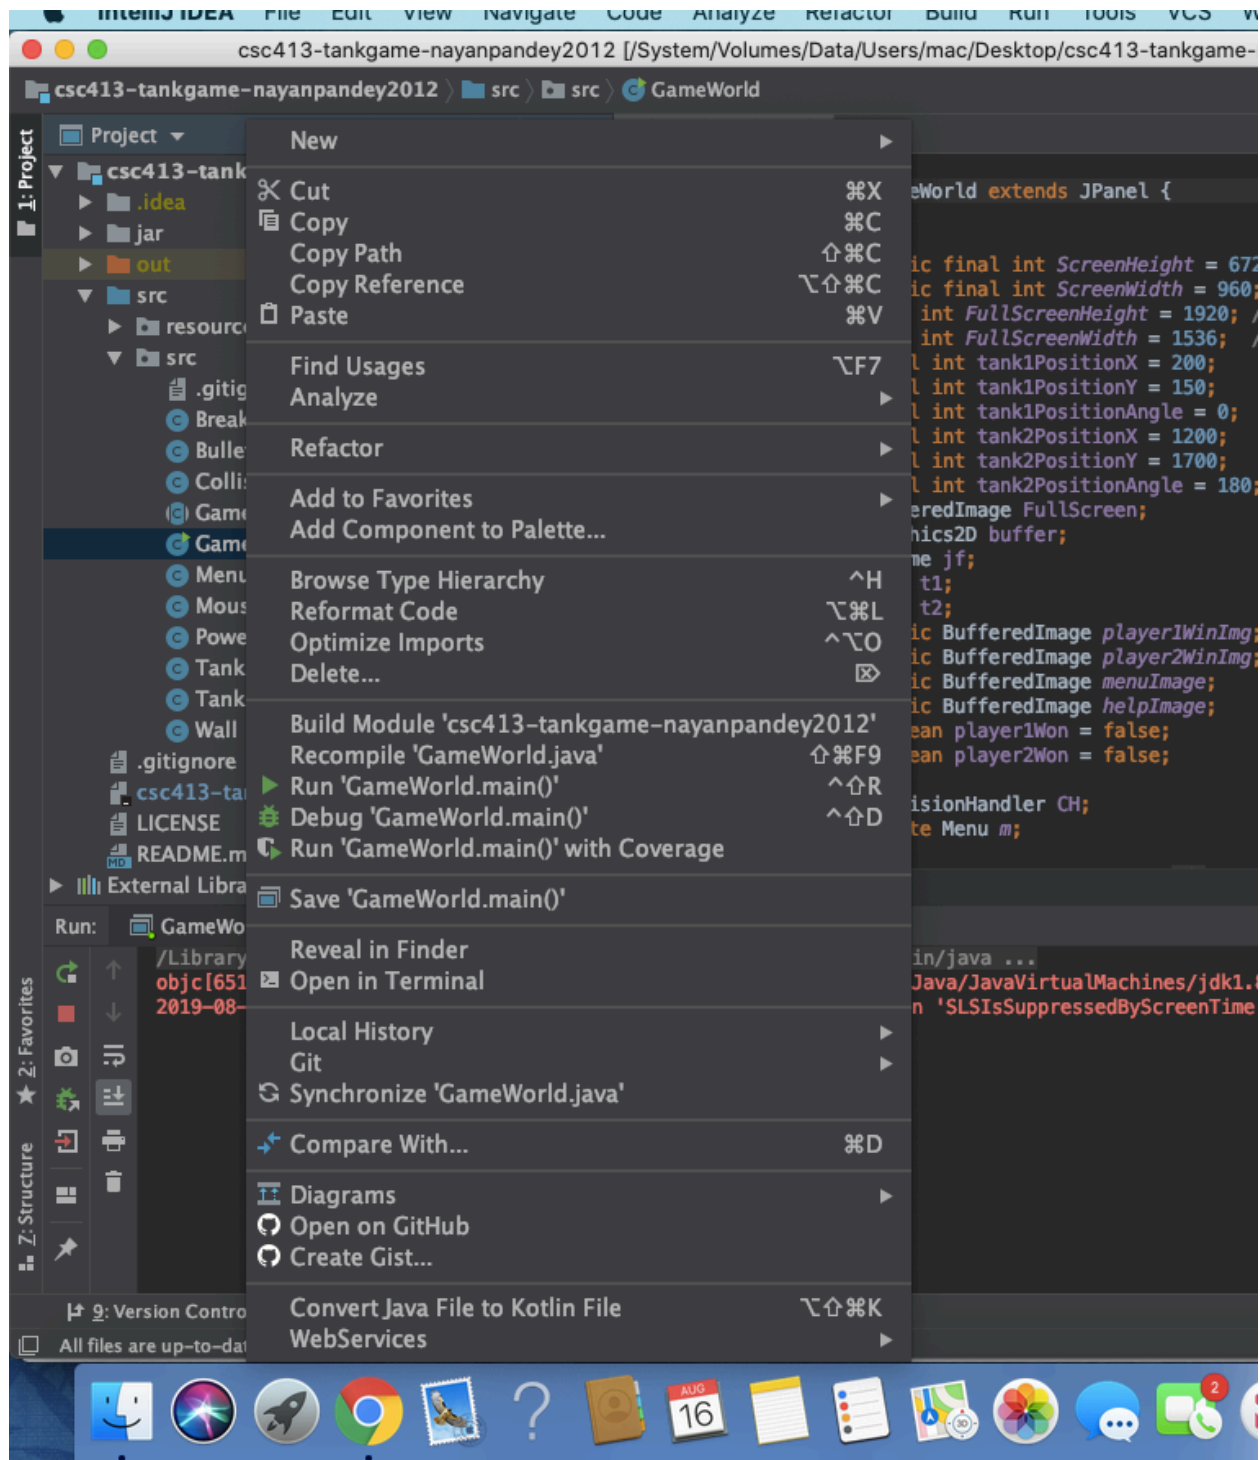 IntelliJ IDEA File Edit View Navigate Code Analyze Refactor Build Run Tools VCS
csc413-tankgame-nayanpandey2012 [/System/Volumes/Data/Users/mac/Desktop/csc413-tankgame-
csc413-tankgame-nayanpandey2012 src src GameWorld
1: Project
Project
csc413-tank
.idea
jar
out
src
resourc
src
.gitig
Break
Bulle
Collis
Game
Game
Menu
Mous
Powe
Tank
Tank
Wall
.gitignore
csc413-ta
LICENSE
README.m
External Libra
New
Cut ⌘X
Copy ⌘C
Copy Path ⇧⌘C
Copy Reference ⌥⇧⌘C
Paste ⌘V
Find Usages ⌥F7
Analyze
Refactor
Add to Favorites
Add Component to Palette...
Browse Type Hierarchy ^H
Reformat Code ⌥⌘L
Optimize Imports ^⌥O
Delete... ⌦
Build Module 'csc413-tankgame-nayanpandey2012'
Recompile 'GameWorld.java' ⇧⌘F9
Run 'GameWorld.main()' ^⇧R
Debug 'GameWorld.main()' ^⇧D
Run 'GameWorld.main()' with Coverage
Save 'GameWorld.main()'
Reveal in Finder
Open in Terminal
Local History
Git
Synchronize 'GameWorld.java'
Compare With... ⌘D
Diagrams
Open on GitHub
Create Gist...
Convert Java File to Kotlin File ⌥⇧⌘K
WebServices
eWorld extends JPanel {
ic final int ScreenHeight = 672
ic final int ScreenWidth = 960;
int FullScreenHeight = 1920; /
int FullScreenWidth = 1536; /
l int tank1PositionX = 200;
l int tank1PositionY = 150;
l int tank1PositionAngle = 0;
l int tank2PositionX = 1200;
l int tank2PositionY = 1700;
l int tank2PositionAngle = 180;
eredImage FullScreen;
hics2D buffer;
me jf;
t1;
t2;
ic BufferedImage player1WinImg;
ic BufferedImage player2WinImg;
ic BufferedImage menuImage;
ic BufferedImage helpImage;
ean player1Won = false;
ean player2Won = false;
isionHandler CH;
te Menu m;
Run: GameWo
/Library in/java ...
objc[651 Java/JavaVirtualMachines/jdk1.8
2019-08- n 'SLSIsSuppressedByScreenTime
2: Favorites
Z: Structure
9: Version Contro
All files are up-to-dat
AUG
16
3D
2